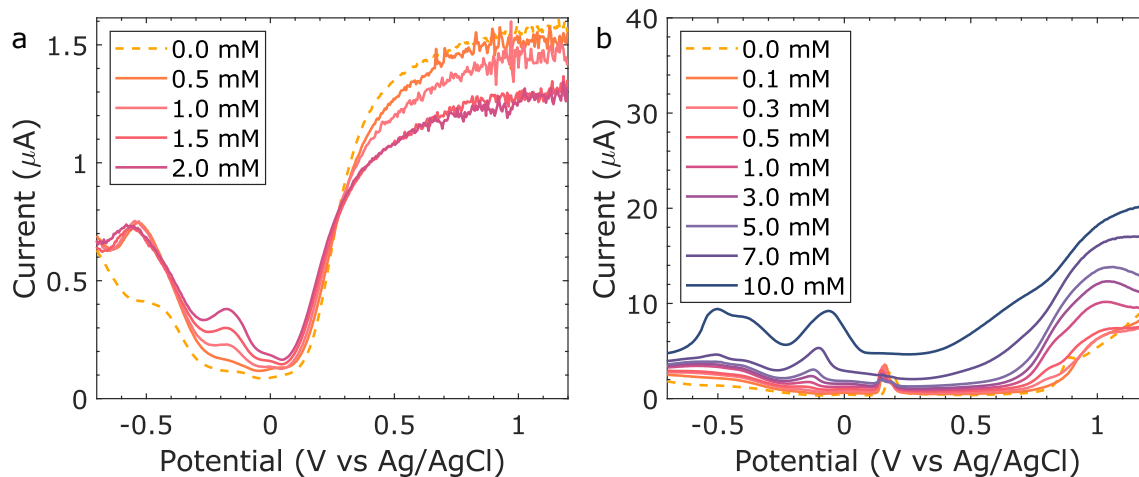 a
0.0 mM
0.5 mM
1.0 mM
1.5 mM
2.0 mM
1.5
1
0.5
0
-0.5
0
0.5
1
Current (μA)
Potential (V vs Ag/AgCl)
b
0.0 mM
0.1 mM
0.3 mM
0.5 mM
1.0 mM
3.0 mM
5.0 mM
7.0 mM
10.0 mM
40
30
20
10
0
-0.5
0
0.5
1
Current (μA)
Potential (V vs Ag/AgCl)